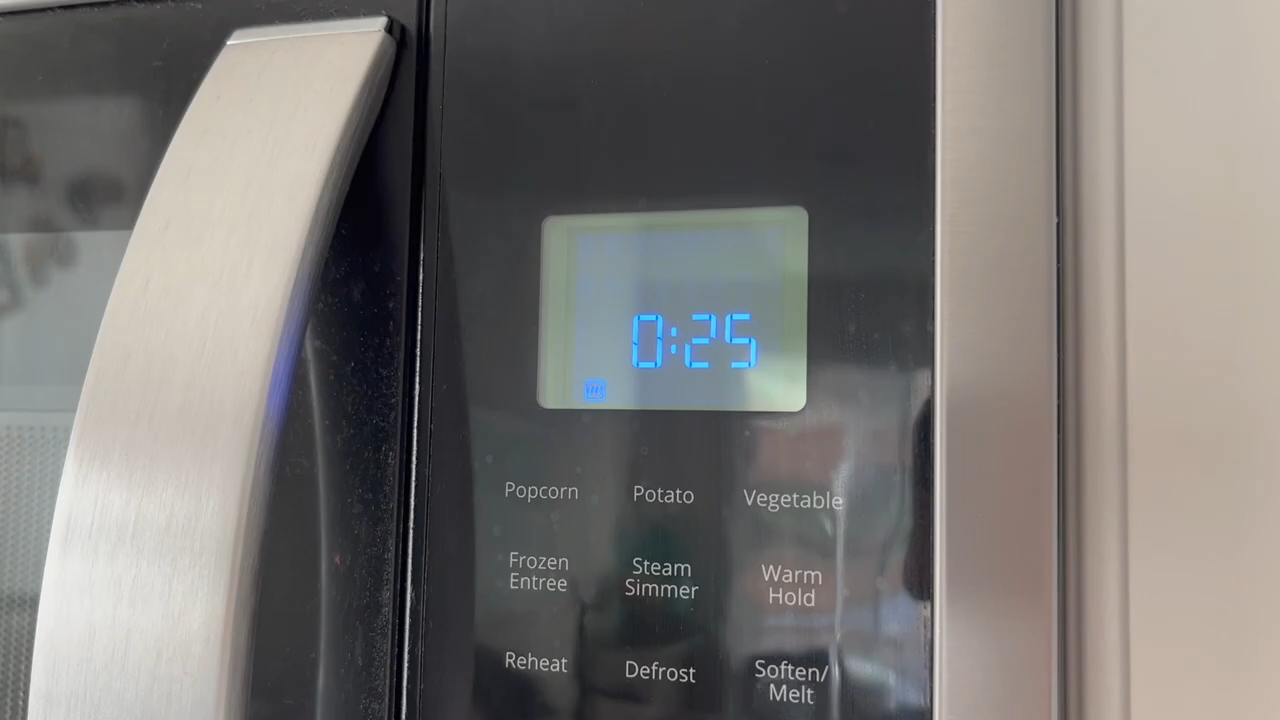 0:25
Popcorn Potato Vegetable
Frozen Entree
Steam Simmer
Warm Hold
Reheat Defrost
Soften/
Melt